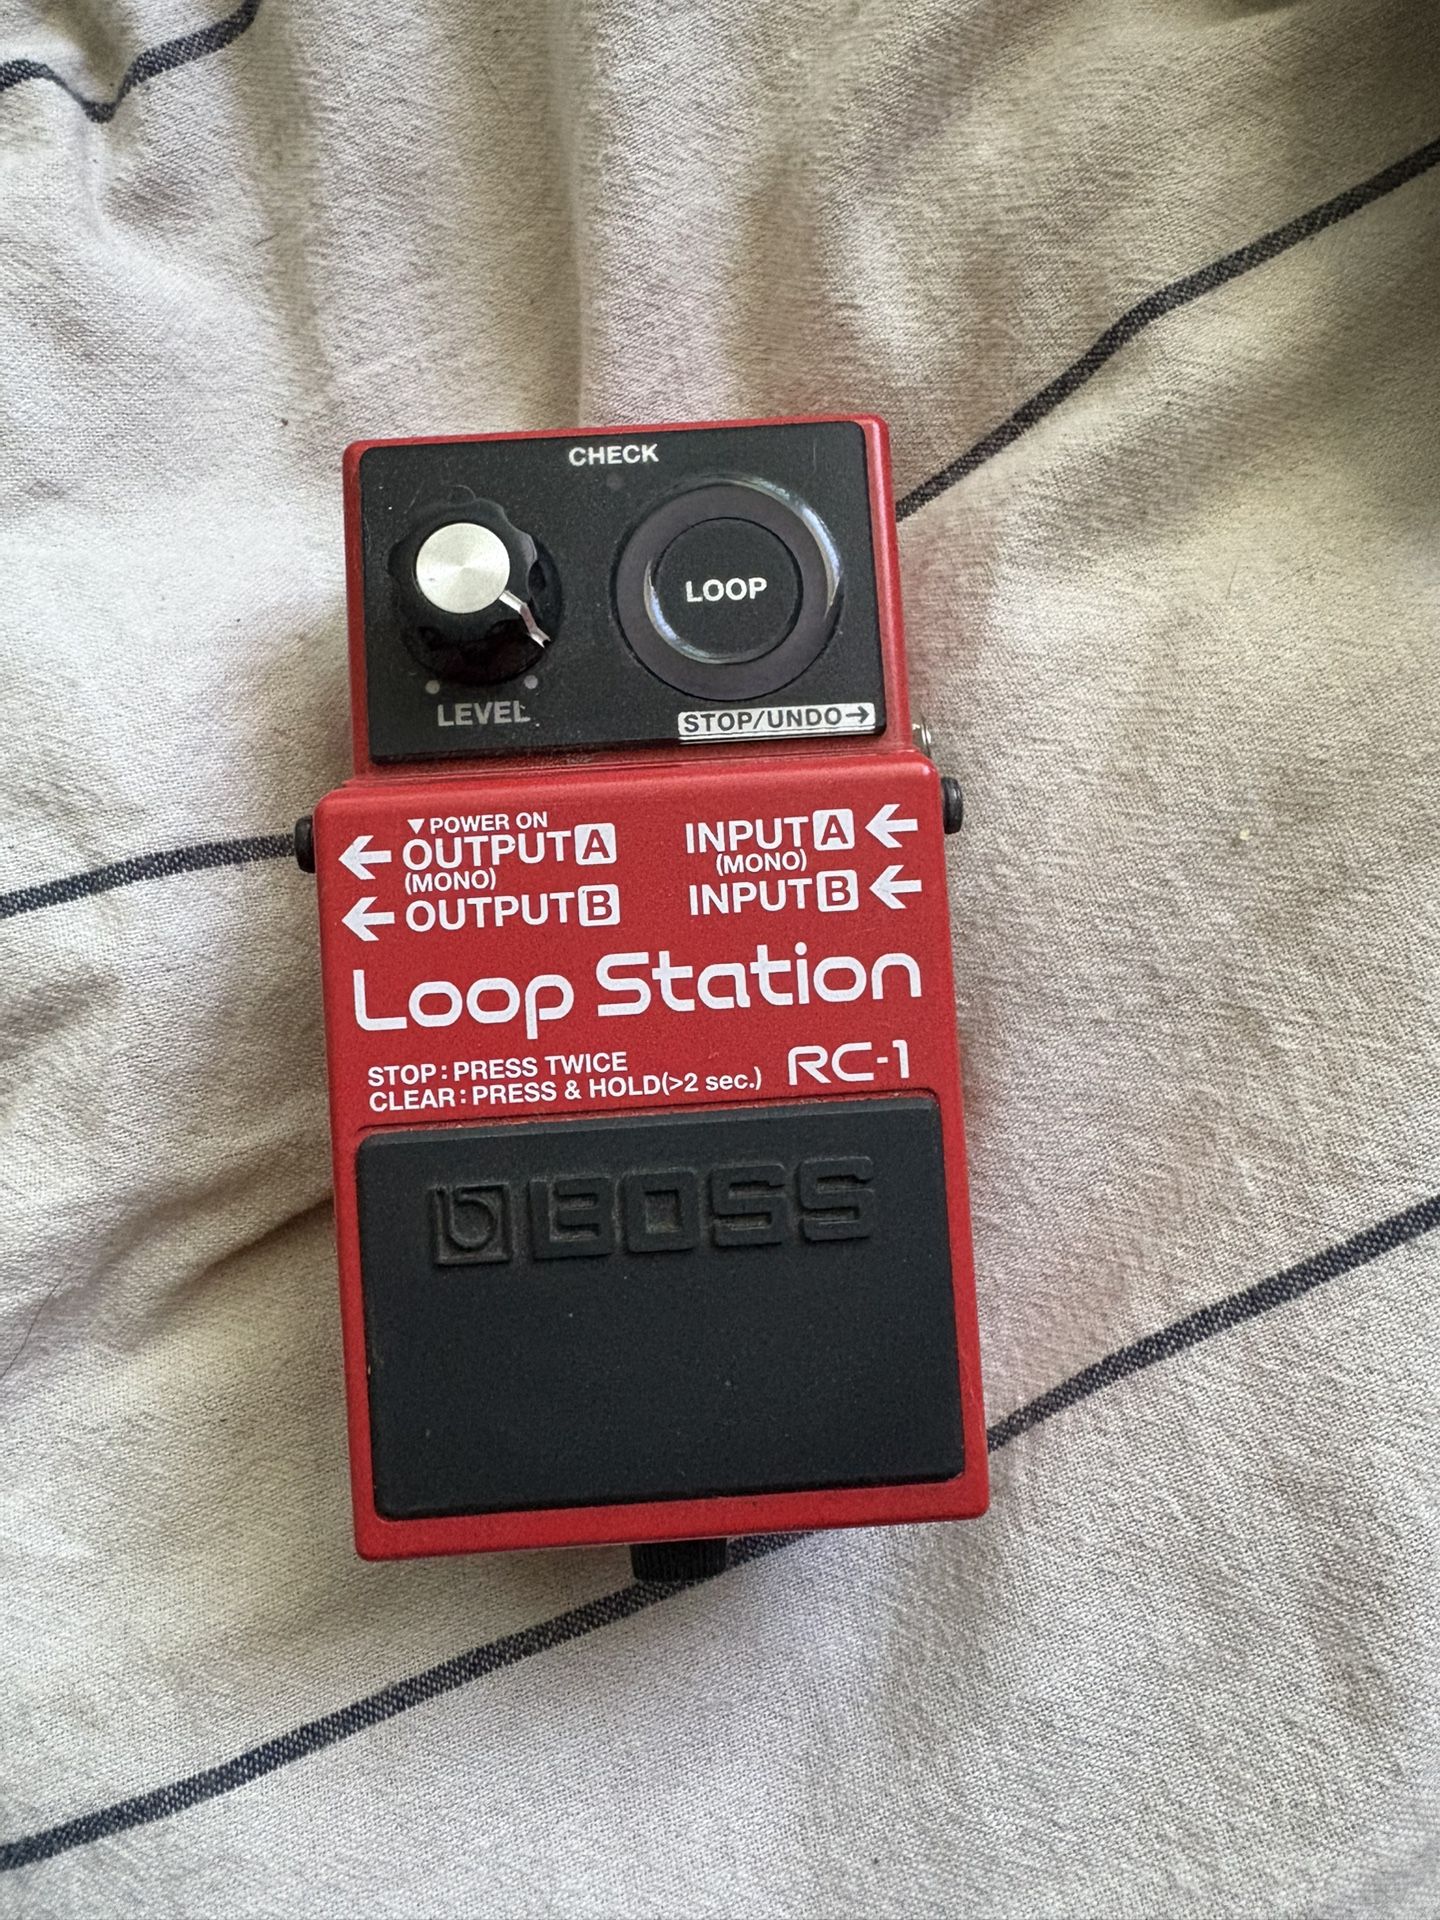 CHECK
LOOP
LEVEL
STOP/UNDO→
▼POWER ON
← OUTPUT A
(MONO)
← OUTPUT B
INPUT A ←
(MONO)
INPUT B ←
Loop Station
STOP : PRESS TWICE
CLEAR : PRESS & HOLD(>2 sec.)
RC-1
BOSS